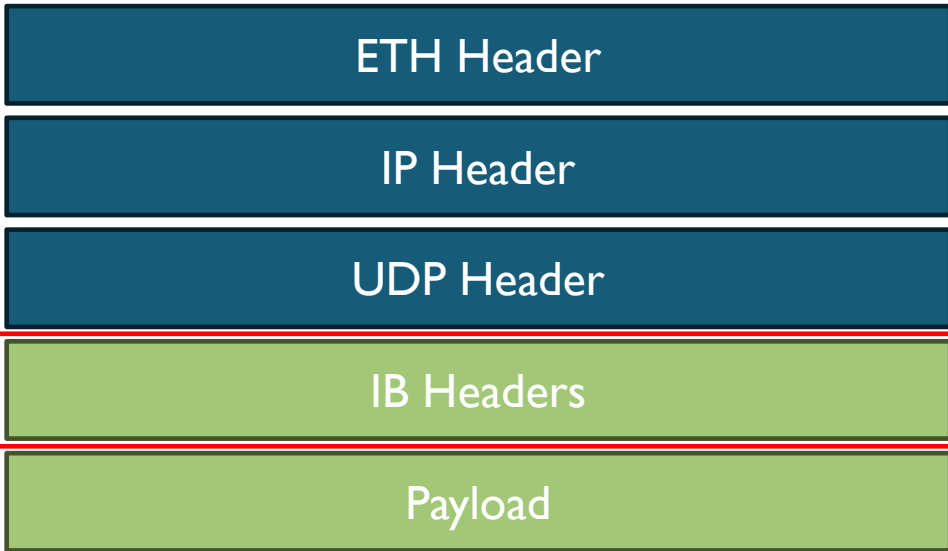 ETH Header
IP Header
UDP Header
IB Headers
Payload